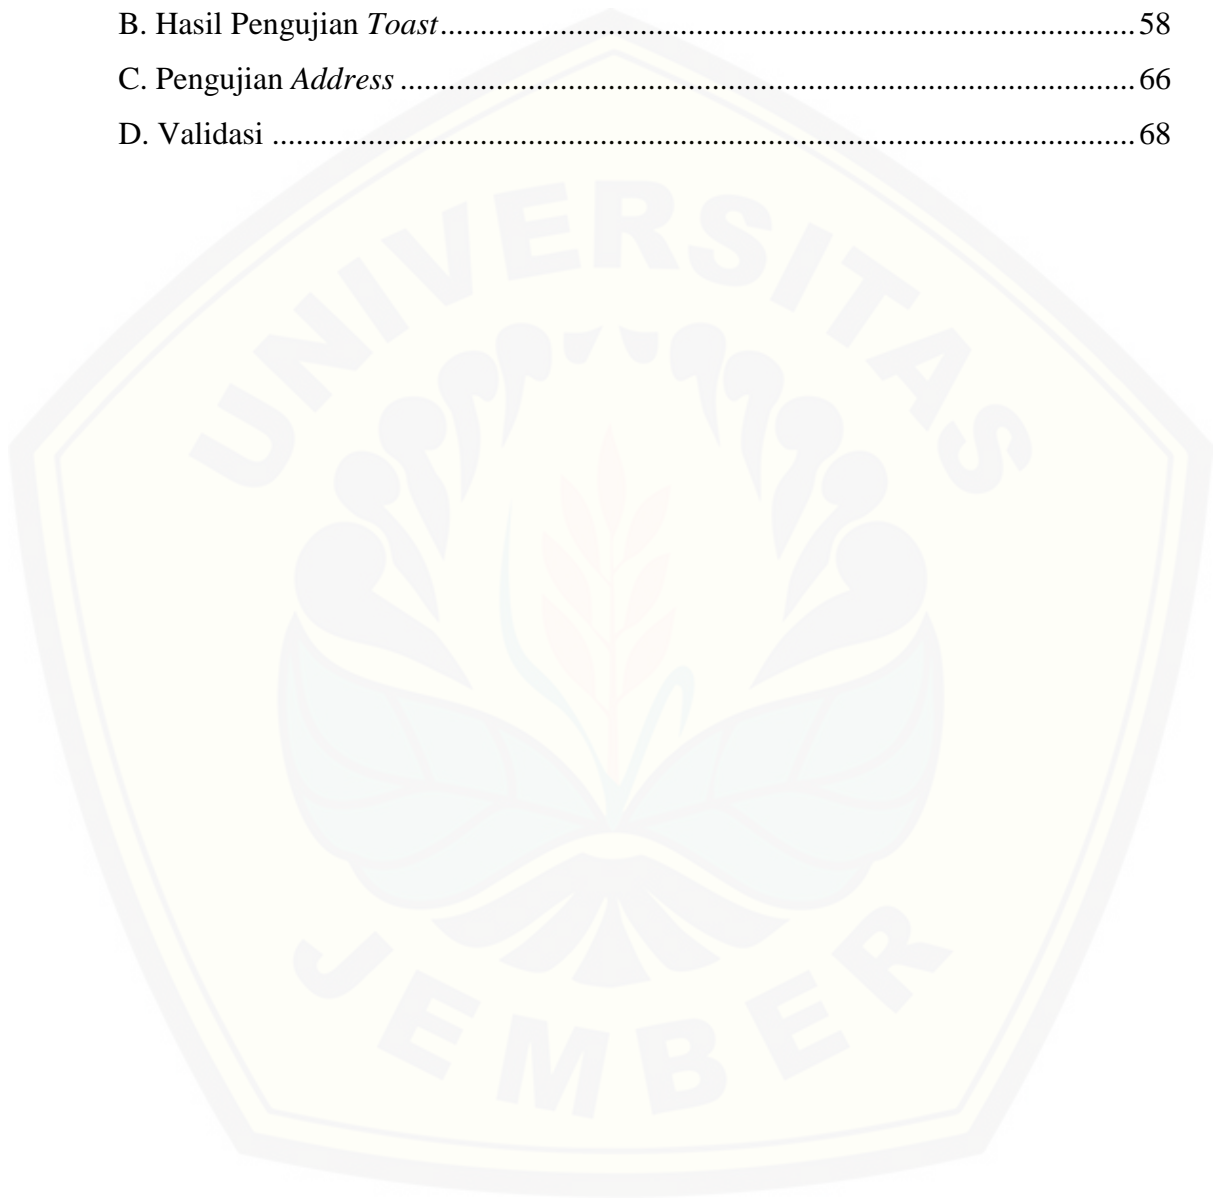 B. Hasil Pengujian Toast.......................................................................................58
C. Pengujian Address ............................................................................................66
D. Validasi ............................................................................................................68
UNIVERSITAS
JEMBER